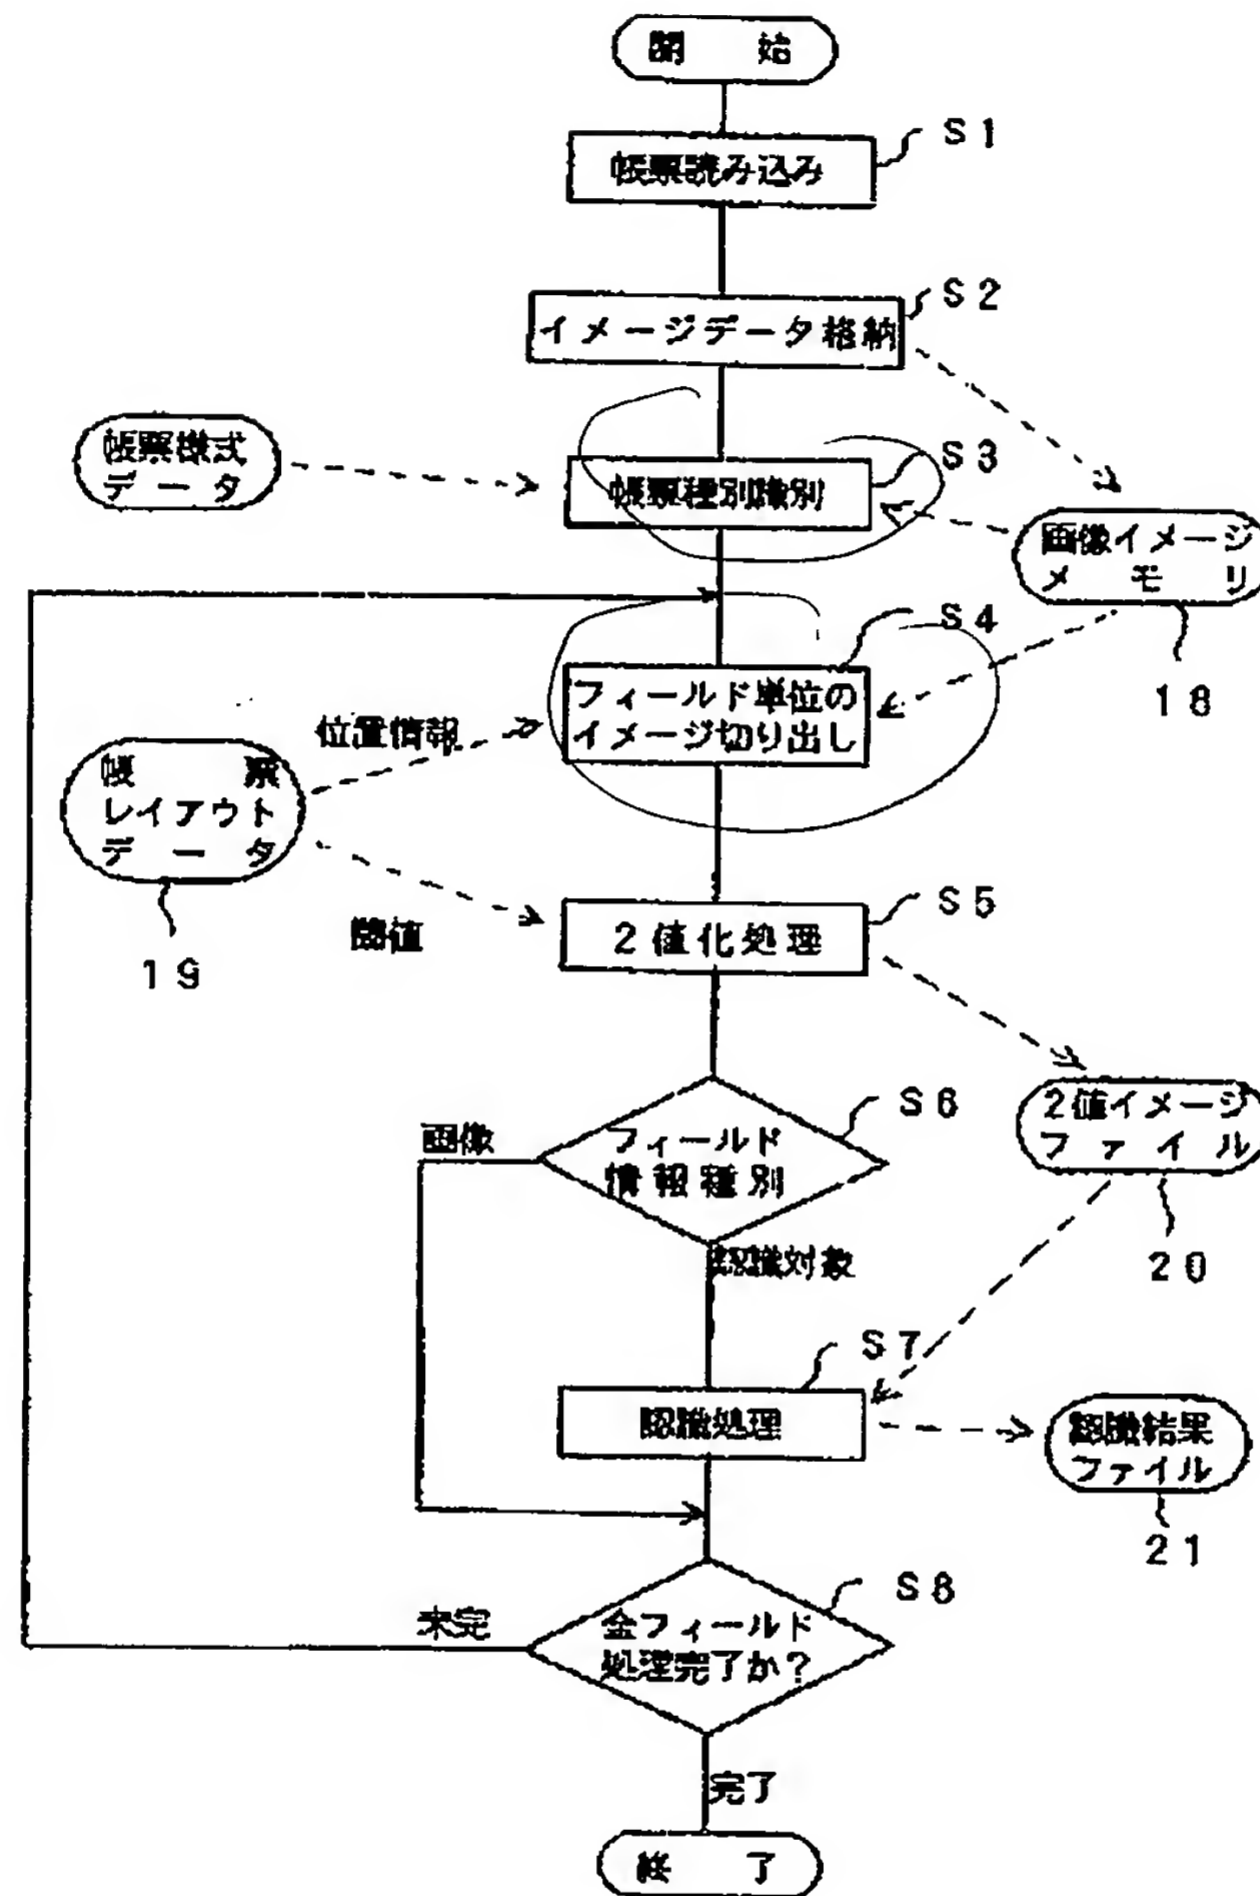 開 始
S1
帳票読み込み
S2
イメージデータ格納
帳票様式
データ
S3
帳票種別識別
画像イメージ
メモリ
18
S4
フィールド単位の
イメージ切り出し
位置情報
帳 票
レイアウト
データ
19
閾値
S5
2値化処理
2値イメージ
ファイル
20
S6
フィールド
情報種別
画像
認識対象
S7
認識処理
認識結果
ファイル
21
S8
全フィールド
処理完了か?
未完
完了
終 了